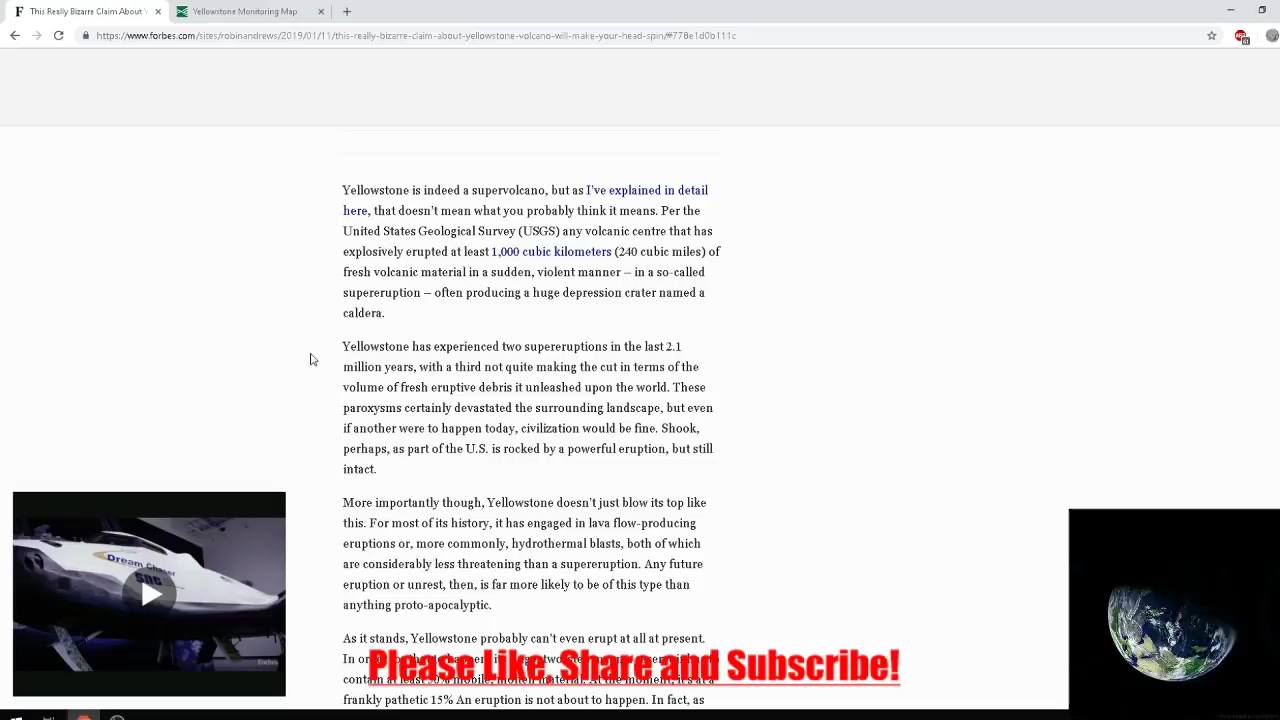 This Really Bizarre Claim About
Yellowstone Monitoring Map
https://www.forbes.com/sites/robinandrews/2019/01/11/this-really-bizarre-claim-about-yellowstone-volcano-will-make-your-head-spin/#778e1d0b111c
Yellowstone is indeed a supervolcano, but as I've explained in detail
here, that doesn't mean what you probably think it means. Per the
United States Geological Survey (USGS) any volcanic centre that has
explosively erupted at least 1,000 cubic kilometers (240 cubic miles) of
fresh volcanic material in a sudden, violent manner – in a so-called
supereruption – often producing a huge depression crater named a
caldera.
Yellowstone has experienced two supereruptions in the last 2.1
million years, with a third not quite making the cut in terms of the
volume of fresh eruptive debris it unleashed upon the world. These
paroxysms certainly devastated the surrounding landscape, but even
if another were to happen today, civilization would be fine. Shook,
perhaps, as part of the U.S. is rocked by a powerful eruption, but still
intact.
More importantly though, Yellowstone doesn't just blow its top like
this. For most of its history, it has engaged in lava flow-producing
eruptions or, more commonly, hydrothermal blasts, both of which
are considerably less threatening than a supereruption. Any future
eruption or unrest, then, is far more likely to be of this type than
anything proto-apocalyptic.
As it stands, Yellowstone probably can't even erupt at all at present.
Please Like, Share and Subscribe!
frankly pathetic 15% An eruption is not about to happen. In fact, as
Dream Chaser
SNC